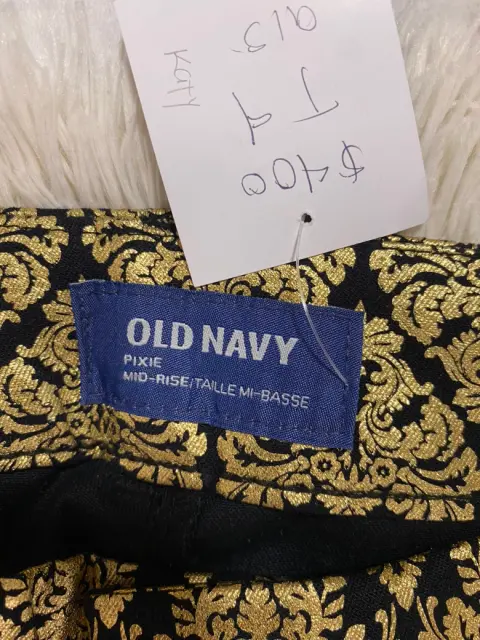 $400
T
Katy
OLD NAVY
PIXIE
MID-RISE/TAILLE MI-BASSE